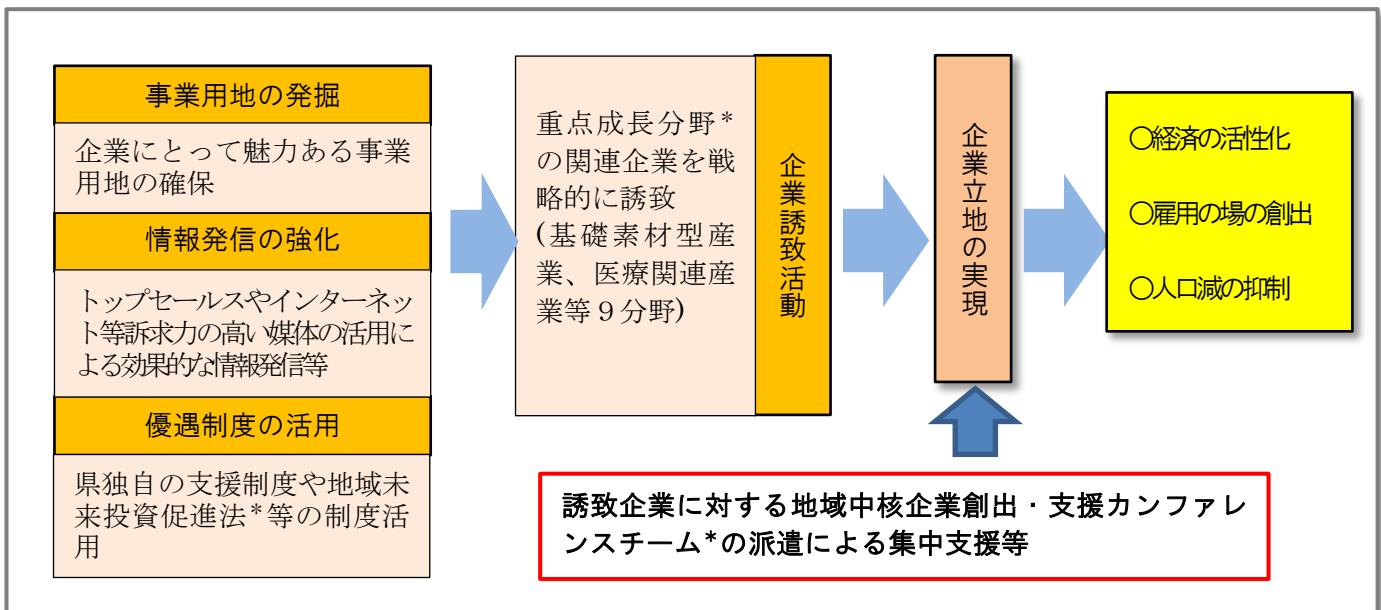 事業用地の発掘
企業にとって魅力ある事業
用地の確保
情報発信の強化
トップセールスやインターネッ
ト等訴求力の高い媒体の活用に
よる効果的な情報発信等
優遇制度の活用
県独自の支援制度や地域未
来投資促進法*等の制度活
用
重点成長分野*
の関連企業を戦
略的に誘致
(基礎素材型産
業、医療関連産
業等９分野)
企業誘致活動
企業立地の実現
○経済の活性化
○雇用の場の創出
○人口減の抑制
誘致企業に対する地域中核企業創出・支援カンファレ
ンスチーム*の派遣による集中支援等